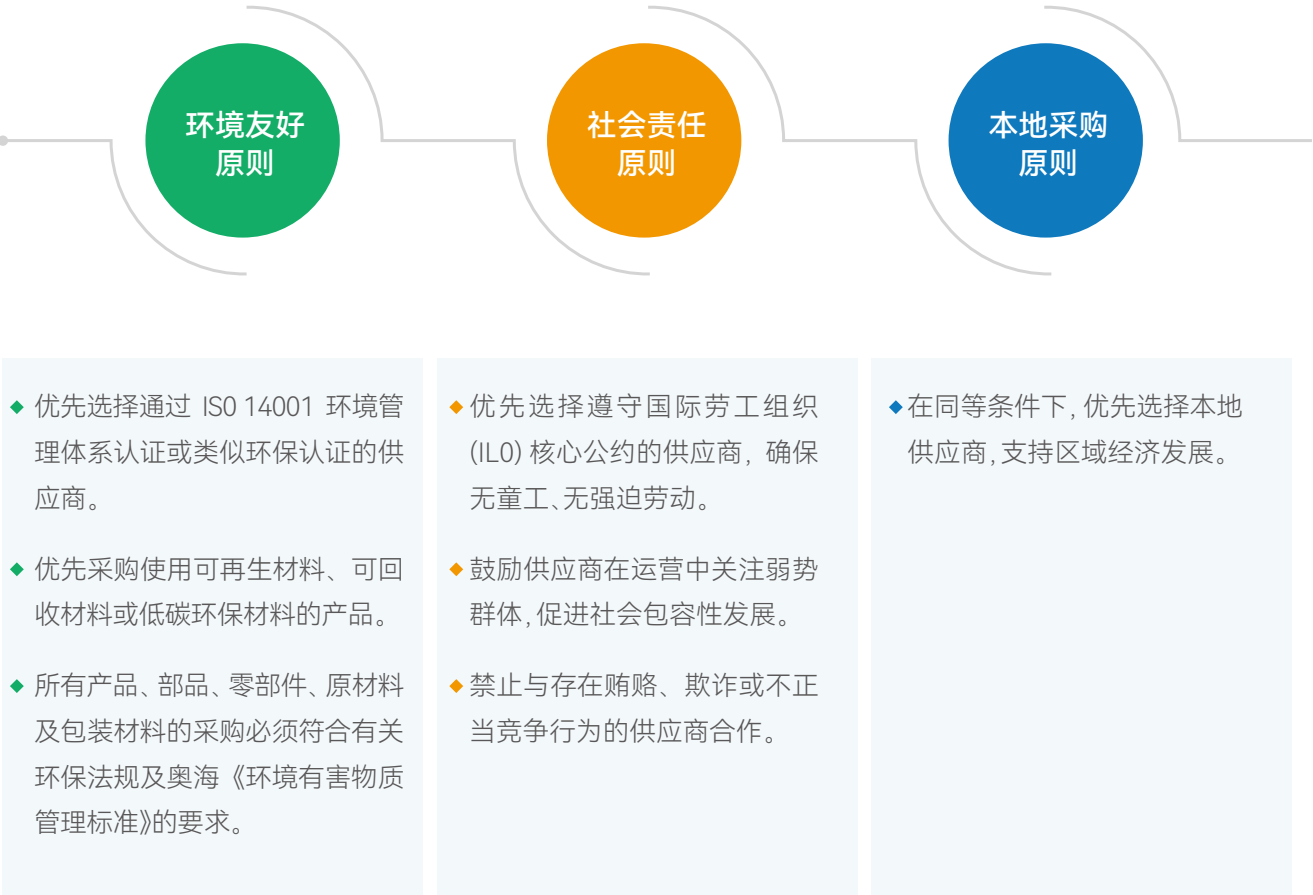 环境友好
原则
社会责任
原则
本地采购
原则
优先选择通过 IS0 14001 环境管
理体系认证或类似环保认证的供
应商。
优先采购使用可再生材料、可回
收材料或低碳环保材料的产品。
所有产品、部品、零部件、原材料
及包装材料的采购必须符合有关
环保法规及奥海《环境有害物质
管理标准》的要求。
优先选择遵守国际劳工组织
(IL0) 核心公约的供应商, 确保
无童工、无强迫劳动。
鼓励供应商在运营中关注弱势
群体,促进社会包容性发展。
禁止与存在贿赂、欺诈或不正
当竞争行为的供应商合作。
在同等条件下,优先选择本地
供应商,支持区域经济发展。